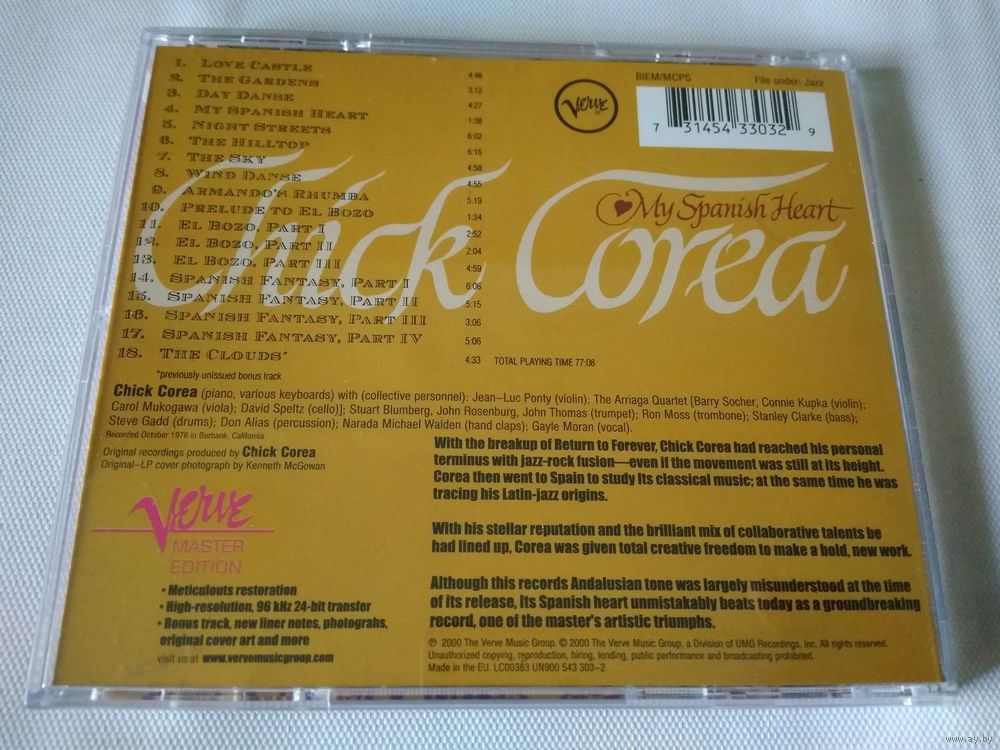 1. LOVE CASTLE 4:46
2. THE GARDENS 3:12
3. DAY DANSE 4:27
4. MY SPANISH HEART 1:38
5. NIGHT STREETS 6:02
6. THE HILLTOP 6:16
7. THE SKY 4:58
8. WIND DANSE 4:55
9. ARMANDO'S RHUMBA 5:19
10. PRELUDE TO EL BOZO 1:34
11. EL BOZO, PART I 2:52
12. EL BOZO, PART II 2:04
13. EL BOZO, PART III 4:59
14. SPANISH FANTASY, PART I 6:06
15. SPANISH FANTASY, PART II 5:15
16. SPANISH FANTASY, PART III 3:06
17. SPANISH FANTASY, PART IV 5:06
18. THE CLOUDS* 4:33 TOTAL PLAYING TIME 77:08
*previously unissued bonus track
Verve
BIEM/MCPS File under: Jazz
7 31454 33032 9
My Spanish Heart
Chick Corea
Chick Corea (piano, various keyboards) with (collective personnel): Jean–Luc Ponty (violin); The Arriaga Quartet [Barry Socher, Connie Kupka (violin);
Carol Mukogawa (viola); David Speltz (cello)]; Stuart Blumberg, John Rosenburg, John Thomas (trumpet); Ron Moss (trombone); Stanley Clarke (bass);
Steve Gadd (drums); Don Alias (percussion); Narada Michael Walden (hand claps); Gayle Moran (vocal).
Recorded October 1976 in Burbank, California
Original recordings produced by Chick Corea
Original–LP cover photograph by Kenneth McGowan
Verve
MASTER
EDITION
• Meticulouts restoration
• High-resolution, 96 kHz 24-bit transfer
• Bonus track, new liner notes, photograhs,
original cover art and more
visit us at www.vervemusicgroup.com
With the breakup of Return to Forever, Chick Corea had reached his personal
terminus with jazz-rock fusion—even if the movement was still at its height.
Corea then went to Spain to study its classical music; at the same time he was
tracing his Latin-jazz origins.
With his stellar reputation and the brilliant mix of collaborative talents he
had lined up, Corea was given total creative freedom to make a bold, new work.
Although this records Andalusian tone was largely misunderstood at the time
of its release, its Spanish heart unmistakably beats today as a groundbreaking
record, one of the master's artistic triumphs.
℗ 2000 The Verve Music Group. © 2000 The Verve Music Group, a Division of UMG Recordings, Inc. All rights reserved.
Unauthorized copying, reproduction, hiring, lending, public performance and broadcasting prohibited.
Made in the EU. LC00383 UN900 543 303–2
www.ay.by